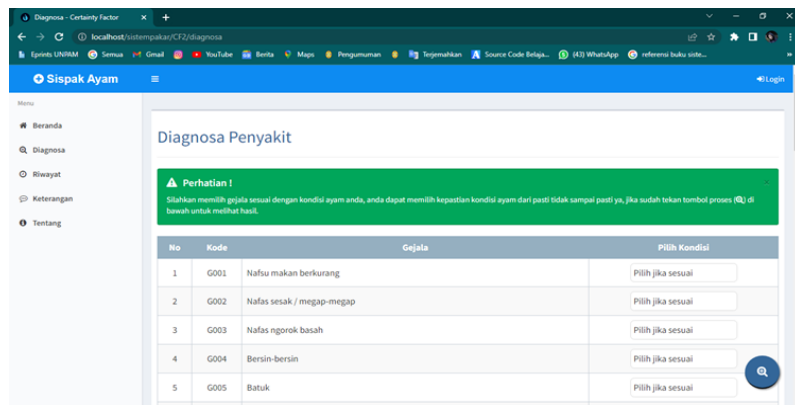 Diagnosa - Certainty Factor
localhost/sistempakar/CF2/diagnosa
Eprints UNPAM Semua Gmail YouTube Berita Maps Pengumuman Terjemahkan Source Code Belaja... (43) WhatsApp referensi buku siste...
Sispak Ayam
Login
Menu
Beranda
Diagnosa
Riwayat
Keterangan
Tentang
Diagnosa Penyakit
Perhatian !
Silahkan memilih gejala sesuai dengan kondisi ayam anda, anda dapat memilih kepastian kondisi ayam dari pasti tidak sampai pasti ya, jika sudah tekan tombol proses () di
bawah untuk melihat hasil.
No Kode Gejala Pilih Kondisi
1 G001 Nafsu makan berkurang Pilih jika sesuai
2 G002 Nafas sesak / megap-megap Pilih jika sesuai
3 G003 Nafas ngorok basah Pilih jika sesuai
4 G004 Bersin-bersin Pilih jika sesuai
5 G005 Batuk Pilih jika sesuai